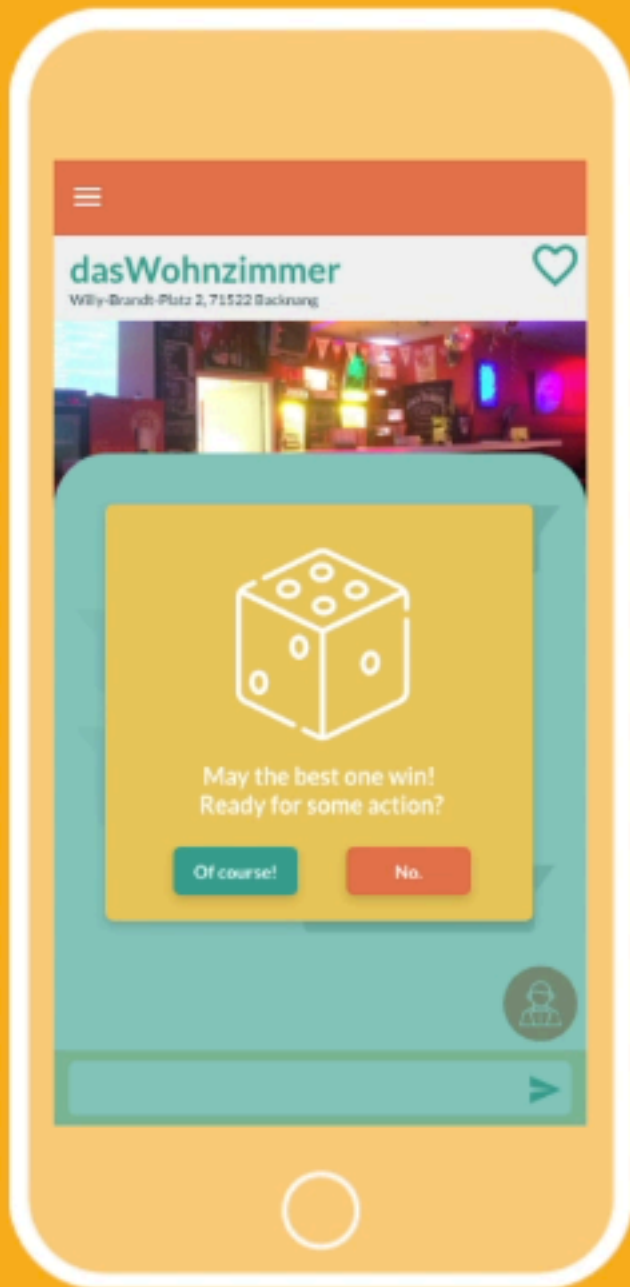 dasWohnzimmer
Willy-Brandt-Platz 2, 71522 Backnang
May the best one win!
Ready for some action?
Of course!
No.